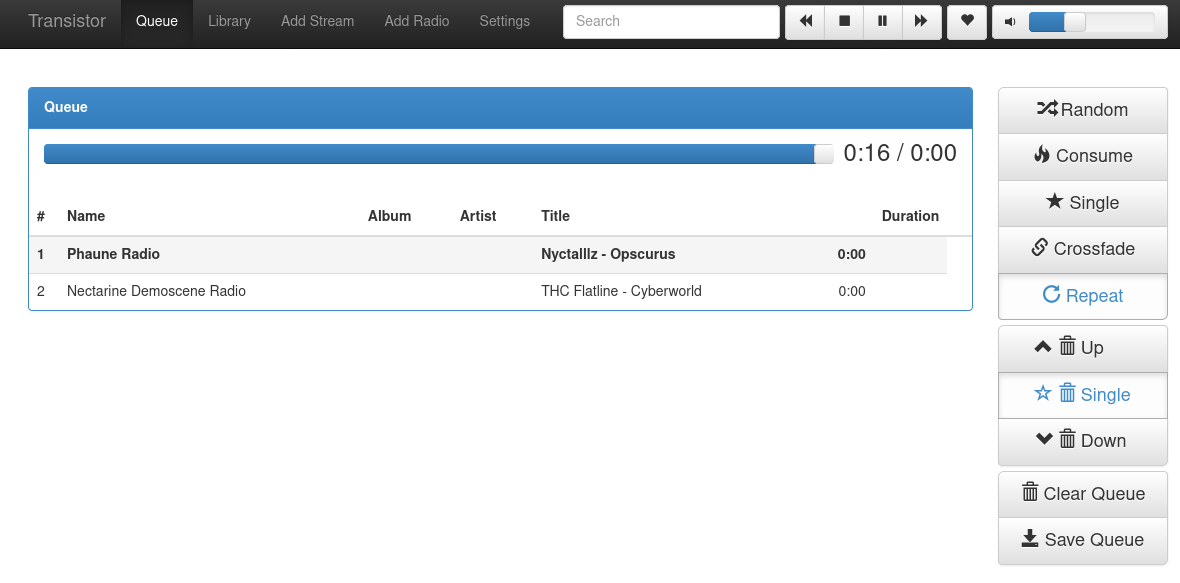 Transistor Queue Library Add Stream Add Radio Settings Search
Queue
0:16 / 0:00
# Name Album Artist Title Duration
1 Phaune Radio Nyctalllz - Opscurus 0:00
2 Nectarine Demoscene Radio THC Flatline - Cyberworld 0:00
Random
Consume
Single
Crossfade
Repeat
Up
Single
Down
Clear Queue
Save Queue